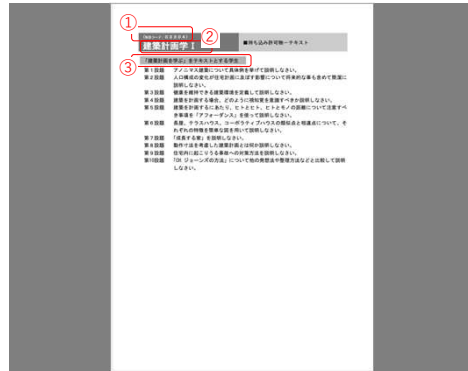 ①
(科目コード: R2904)
建築計画学Ⅰ
②
■持ち込み許可物-テキスト
③
「建築計画を学ぶ」をテキストとする学生
第1設題 アノニマス建築について具体例を挙げて説明しなさい。
第2設題 人口構成の変化が住宅計画に及ぼす影響について将来的な事も含めて簡潔に
説明しなさい。
第3設題 健康を維持できる建築環境を定義して説明しなさい。
第4設題 建築を計画する場合、どのように視知覚を意識すべきか説明しなさい。
第5設題 建築を計画するにあたり、ヒトとヒト、ヒトとモノの距離について注意すべ
き事項を「アフォーダンス」を使って説明しなさい。
第6設題 長屋、テラスハウス、コーポラティブハウスの類似点と相違点について、そ
れぞれの特徴を簡単な図を用いて説明しなさい。
第7設題 「成長する家」を説明しなさい。
第8設題 動作寸法を考慮した建築計画とは何か説明しなさい。
第9設題 住宅内に起こりうる事故への対策方法を説明しなさい。
第10設題 「CH. ジョーンズの方法」について他の発想法や整理方法などと比較して説明
しなさい。